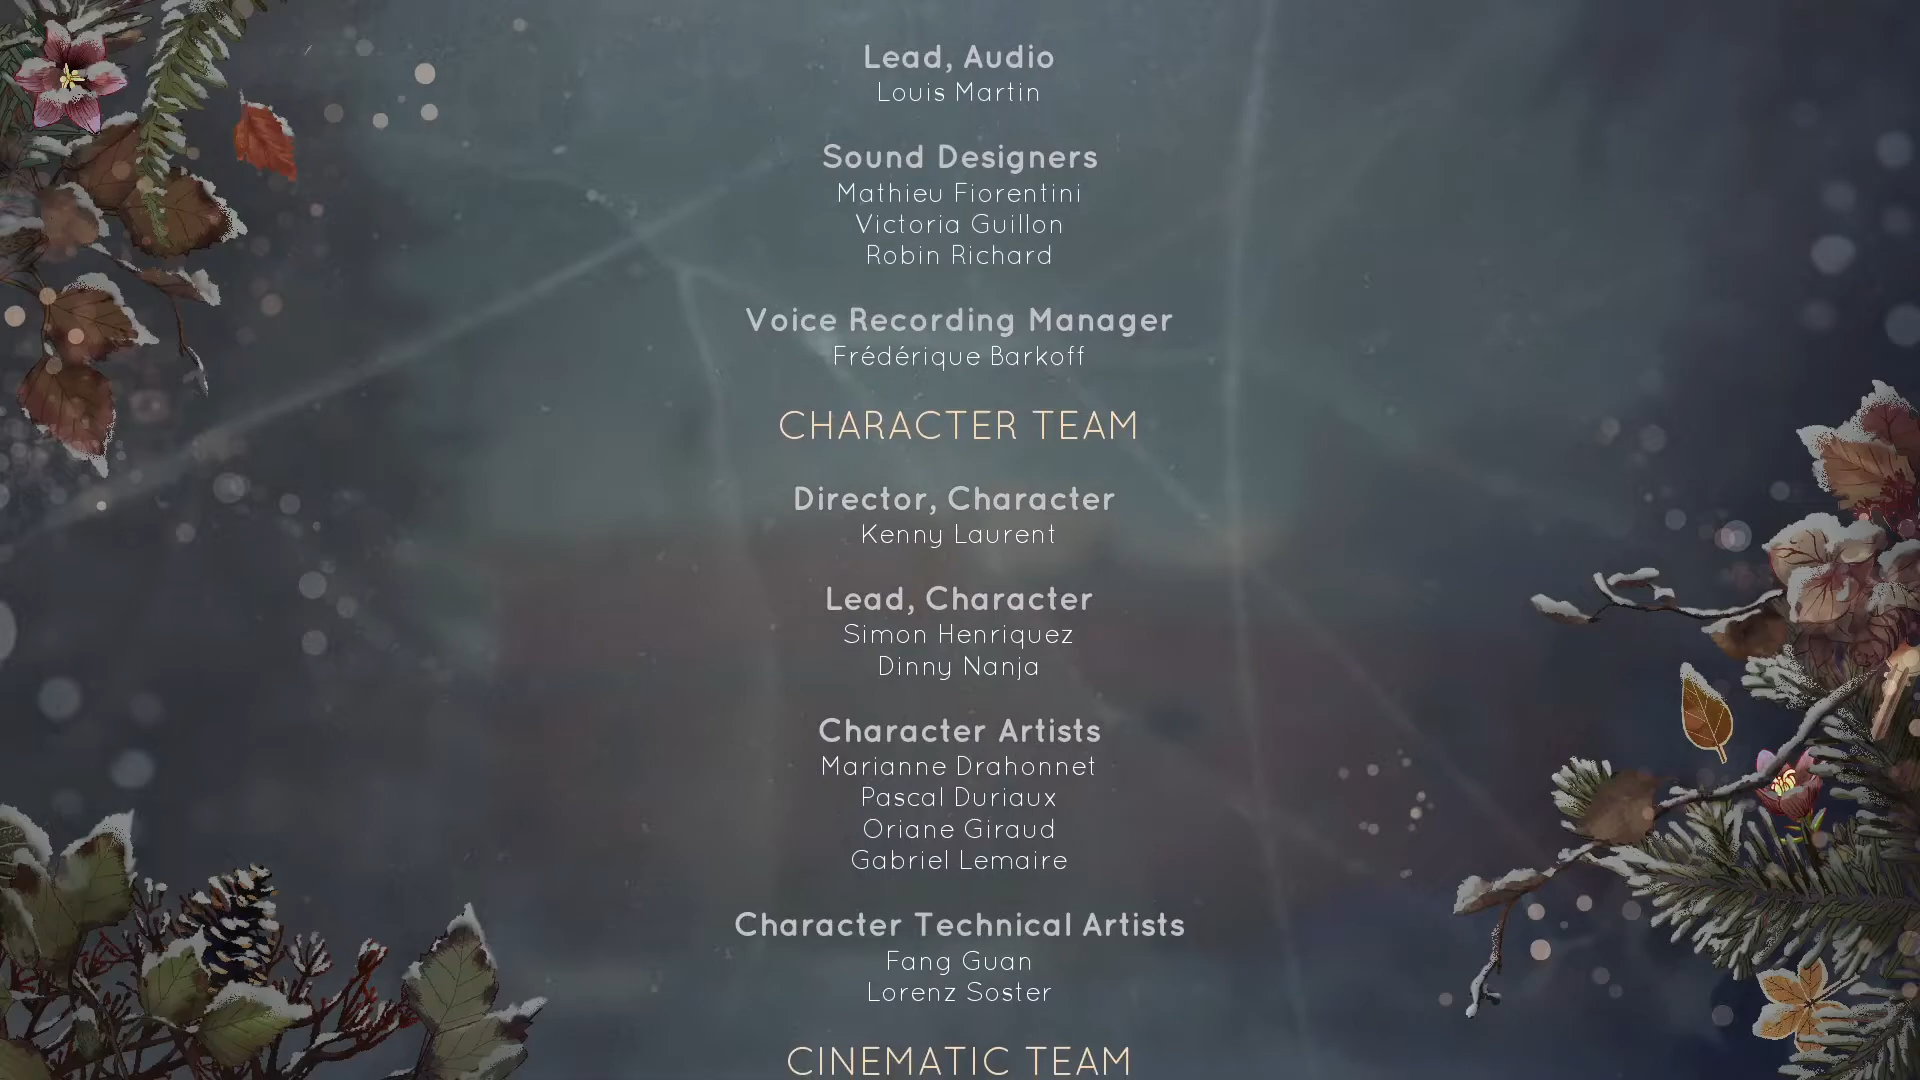 Lead, Audio
Louis Martin
Sound Designers
Mathieu Fiorentini
Victoria Guillon
Robin Richard
Voice Recording Manager
Frédérique Barkoff
CHARACTER TEAM
Director, Character
Kenny Laurent
Lead, Character
Simon Henriquez
Dinny Nanja
Character Artists
Marianne Drahonnet
Pascal Duriaux
Oriane Giraud
Gabriel Lemaire
Character Technical Artists
Fang Guan
Lorenz Soster
CINEMATIC TEAM